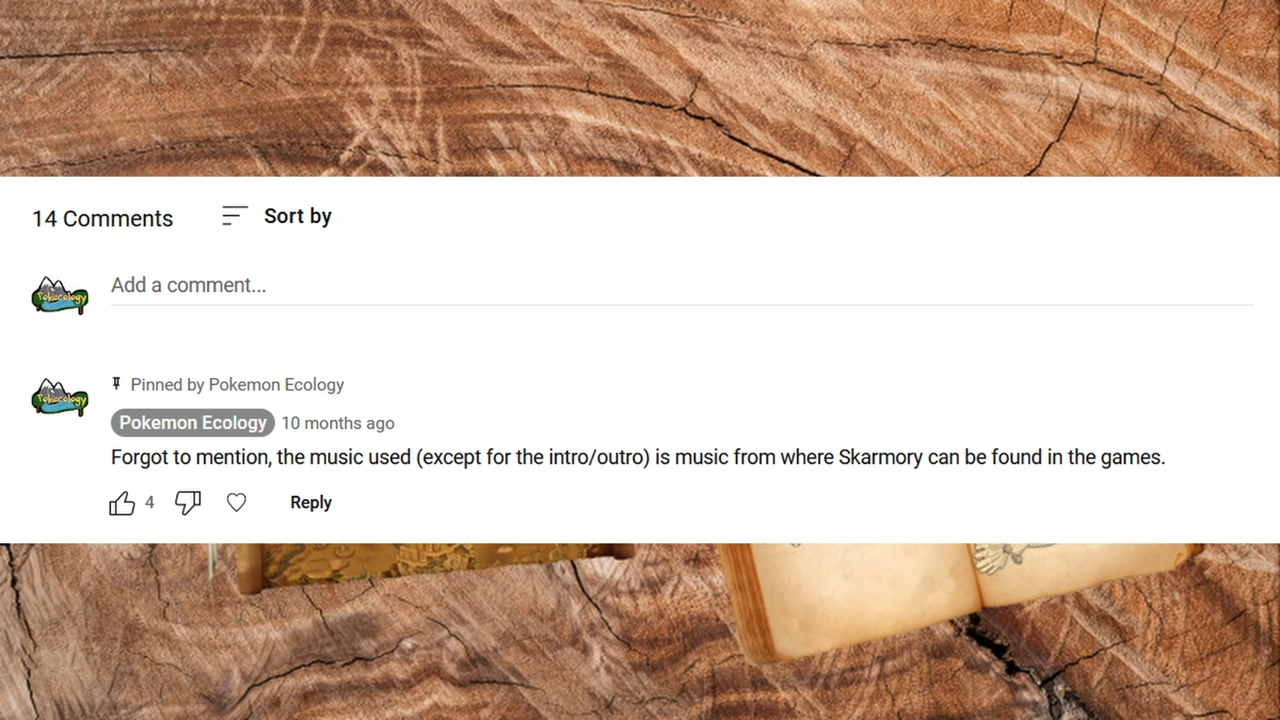 14 Comments
Sort by
Pokecology
Add a comment...
Pokecology
Pinned by Pokemon Ecology
Pokemon Ecology 10 months ago
Forgot to mention, the music used (except for the intro/outro) is music from where Skarmory can be found in the games.
4
Reply